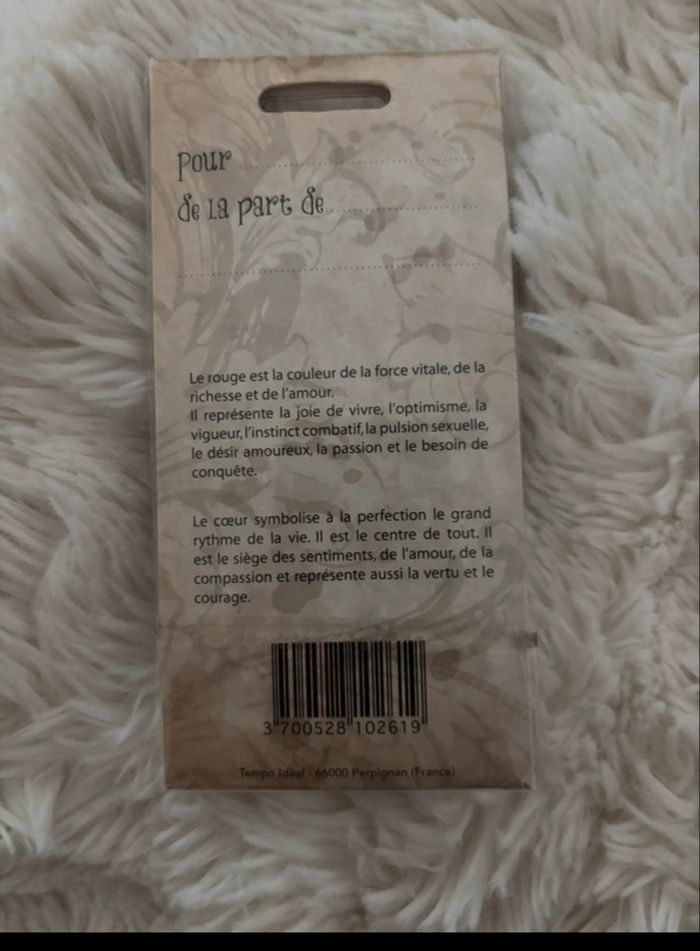 Pour
de la part de
Le rouge est la couleur de la force vitale, de la
richesse et de l'amour.
Il représente la joie de vivre, l'optimisme, la
vigueur, l'instinct combatif, la pulsion sexuelle,
le désir amoureux, la passion et le besoin de
conquête.
Le cœur symbolise à la perfection le grand
rythme de la vie. Il est le centre de tout. Il
est le siège des sentiments, de l'amour, de la
compassion et représente aussi la vertu et le
courage.
3 700528 102619
Tempo Idéal - 66000 Perpignan (France)